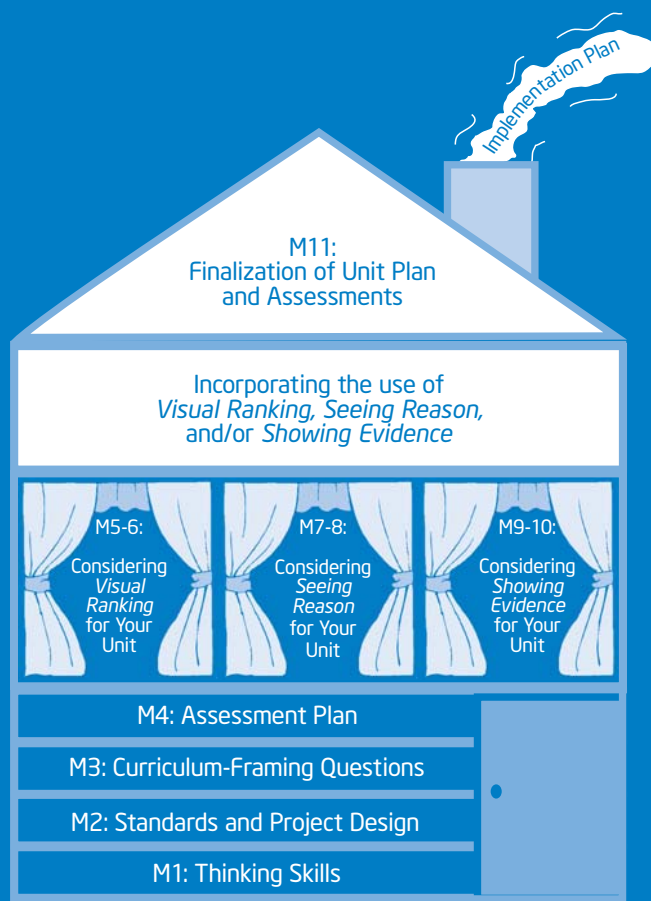 Implementation Plan
M11:
Finalization of Unit Plan
and Assessments
Incorporating the use of
Visual Ranking, Seeing Reason,
and/or Showing Evidence
M5-6:
Considering
Visual
Ranking
for Your
Unit
M7-8:
Considering
Seeing
Reason
for Your
Unit
M9-10:
Considering
Showing
Evidence
for Your
Unit
M4: Assessment Plan
M3: Curriculum-Framing Questions
M2: Standards and Project Design
M1: Thinking Skills